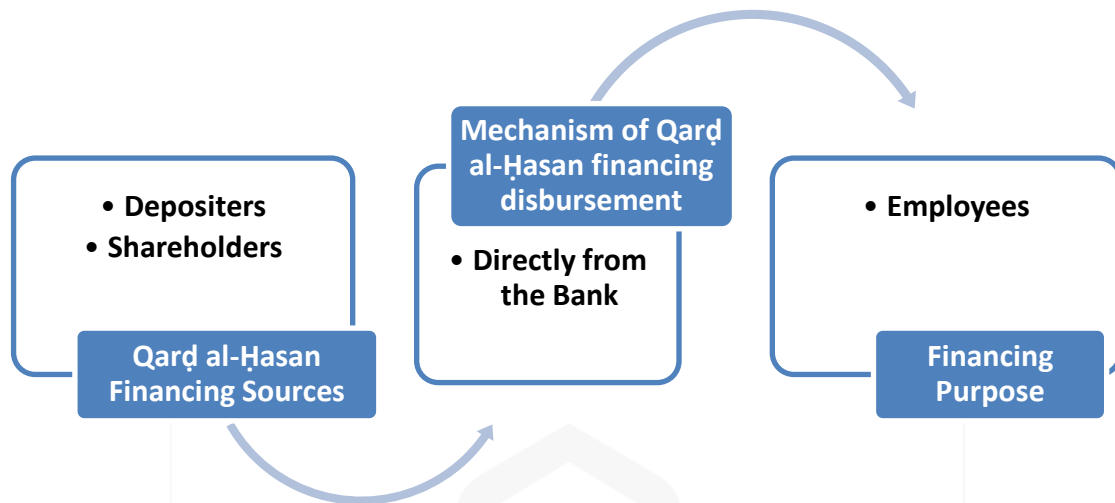 • Depositers
• Shareholders
Qarḍ al-Ḥasan
Financing Sources
Mechanism of Qarḍ
al-Ḥasan financing
disbursement
• Directly from
the Bank
• Employees
Financing
Purpose